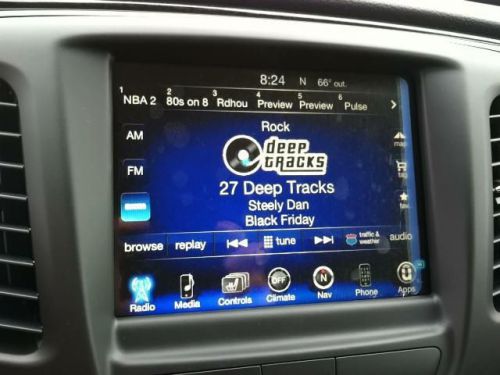 8:24 N 66° out.
1 NBA 2 2 80s on 8 3 Rdhou 4 Preview 5 Preview 6 Pulse
Rock
AM
deep tracks
map
FM
27 Deep Tracks
Steely Dan
Black Friday
browse replay tune traffic & weather audio
OFF N
Radio Media Controls Climate Nav Phone Apps